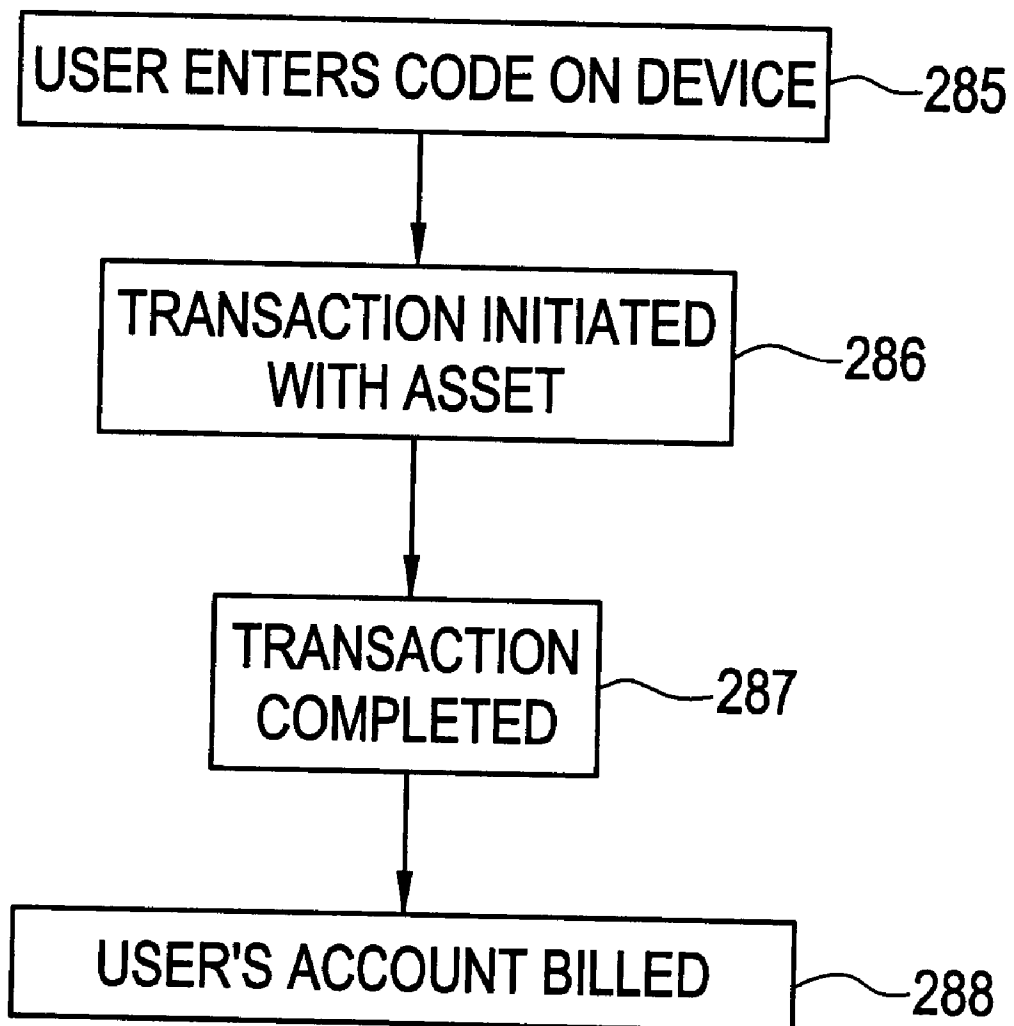 USER ENTERS CODE ON DEVICE
285
TRANSACTION INITIATED
WITH ASSET
286
TRANSACTION
COMPLETED
287
USER'S ACCOUNT BILLED
288